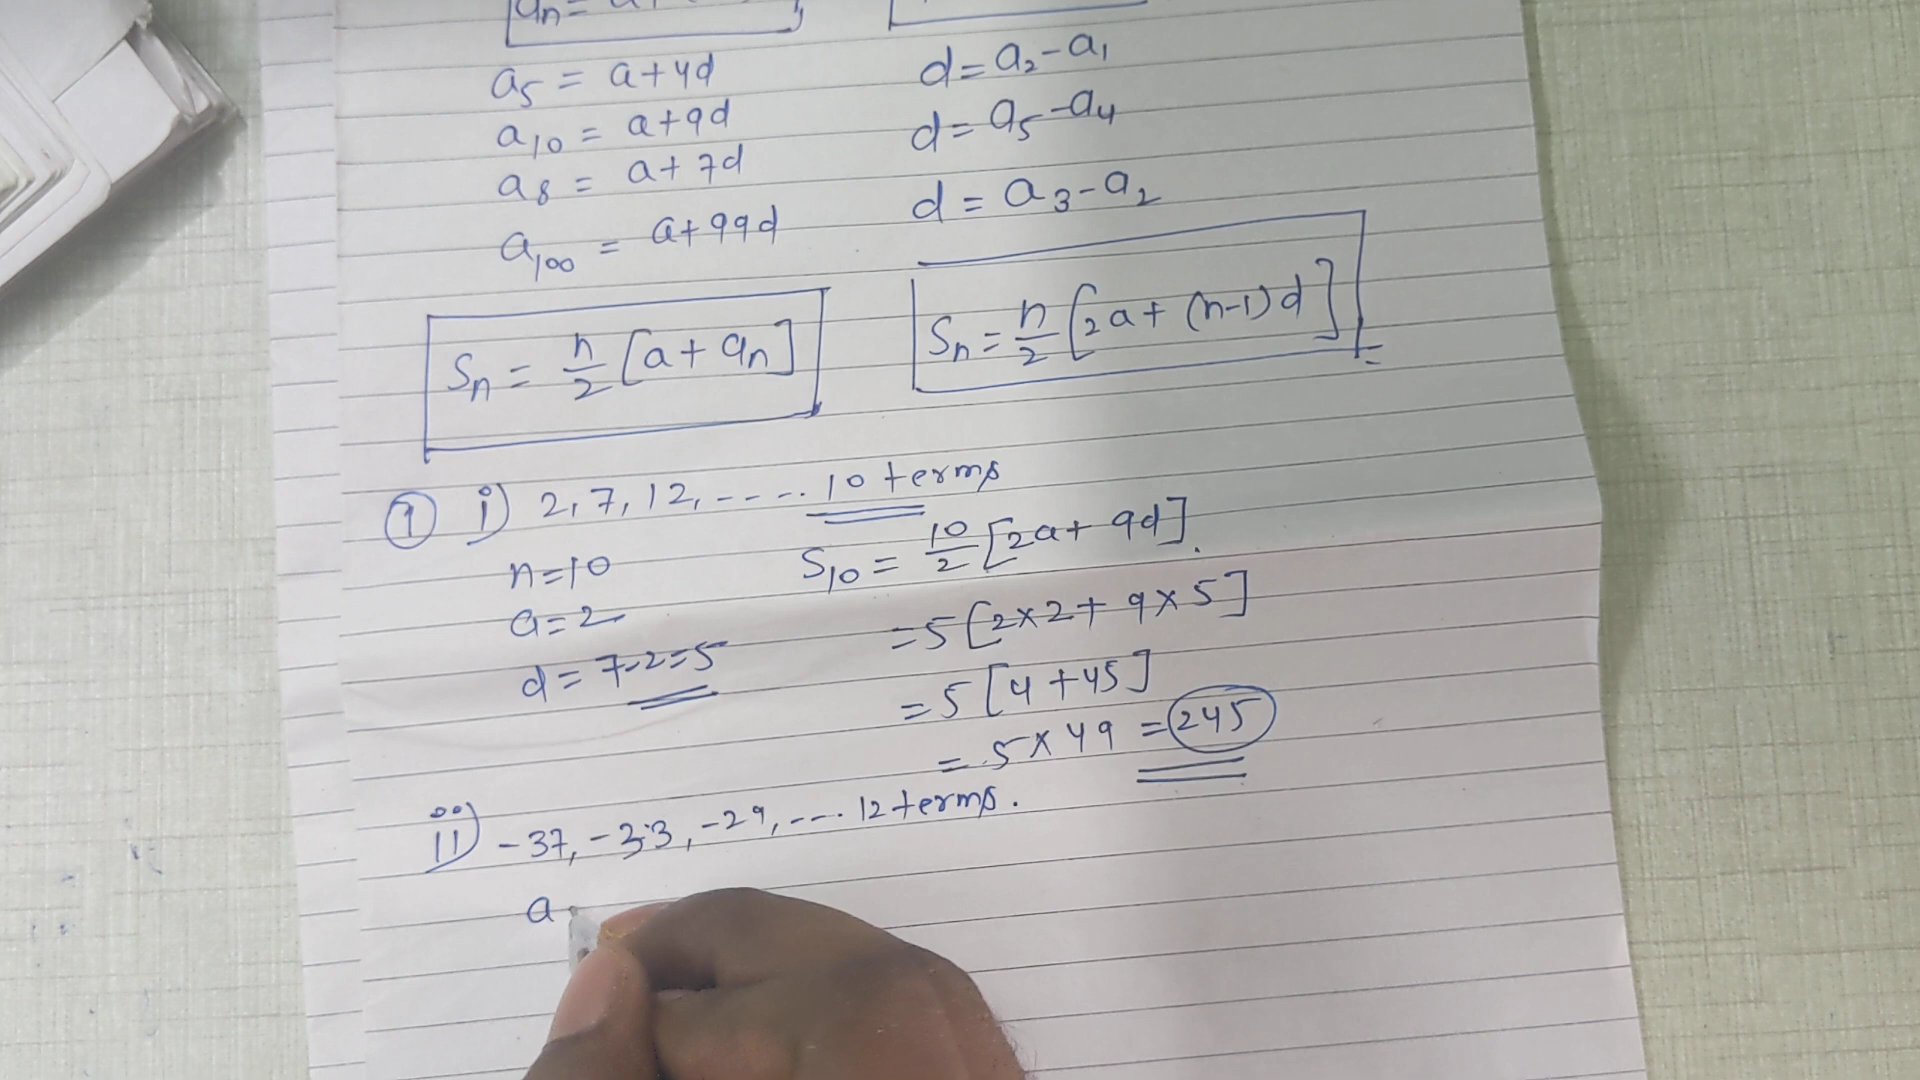 an =
a5 = a+4d
a10 = a+9d
a8 = a+7d
a100 = a+99d
d = a2 - a1
d = a5 - a4
d = a3 - a2
Sn = n/2 [a + an]
Sn = n/2 [2a + (n-1)d]
① i) 2, 7, 12, ---- 10 terms
n=10
a=2
d = 7-2=5
S10 = 10/2 [2a + 9d]
= 5 [2×2 + 9×5]
= 5 [4 + 45]
= 5 × 49 = 245
ii) -37, -33, -29, ---- 12 terms.
a